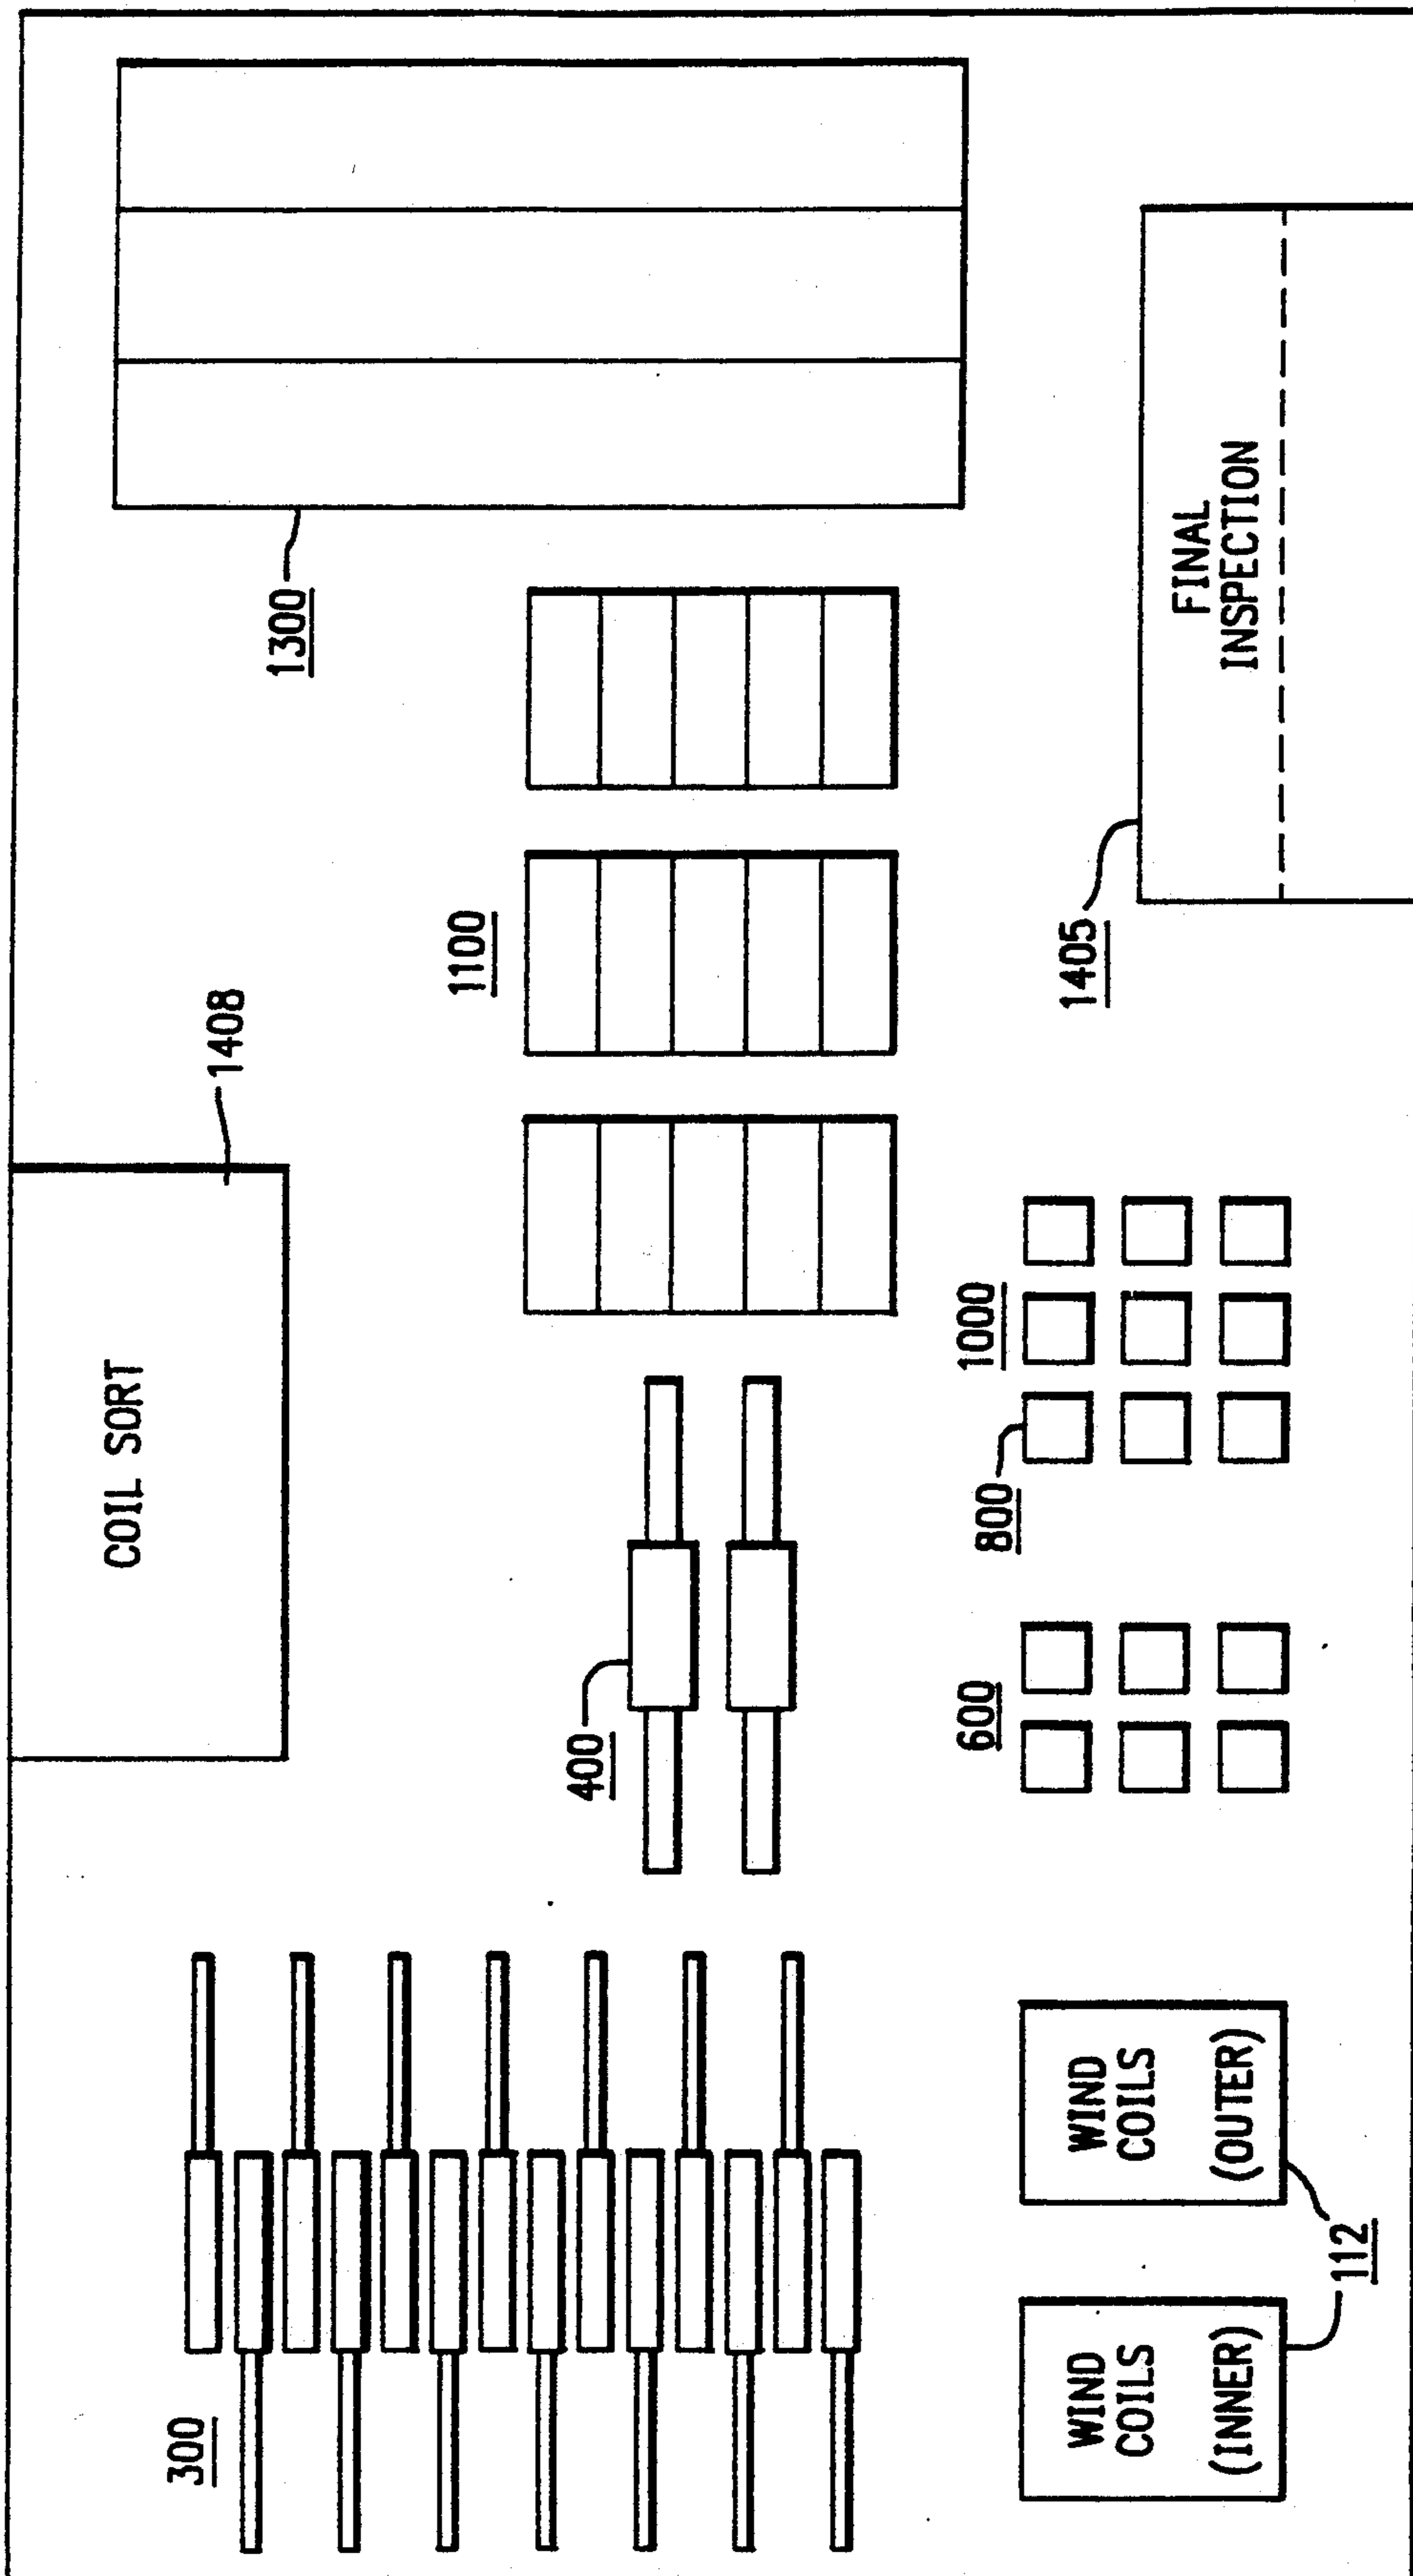 COIL SORT
1408
1300
1100
300
400
1000
800
600
1405
FINAL
INSPECTION
WIND
COILS
(INNER)
WIND
COILS
(OUTER)
112